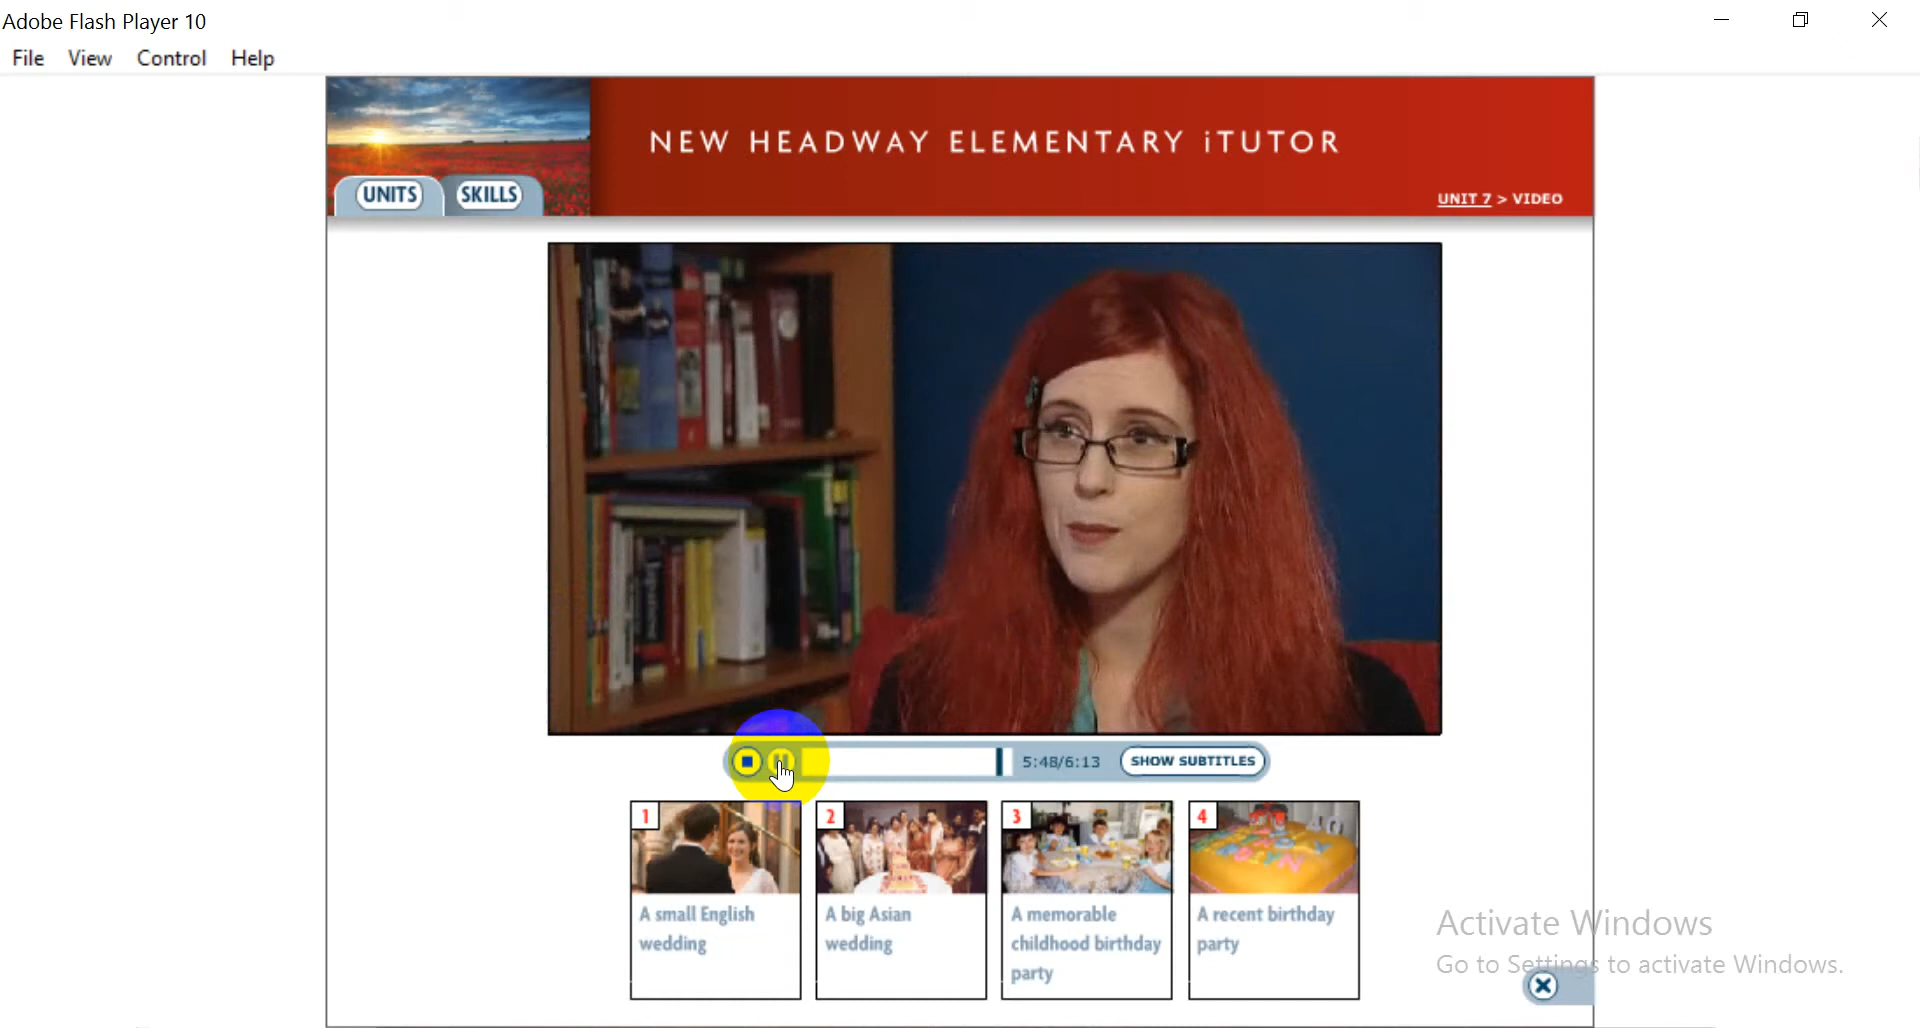 Adobe Flash Player 10
File View Control Help
NEW HEADWAY ELEMENTARY iTUTOR
UNITS SKILLS
UNIT 7 > VIDEO
5:48/6:13 SHOW SUBTITLES
1
A small English
wedding
2
A big Asian
wedding
3
A memorable
childhood birthday
party
4
A recent birthday
party
Activate Windows
Go to Settings to activate Windows.